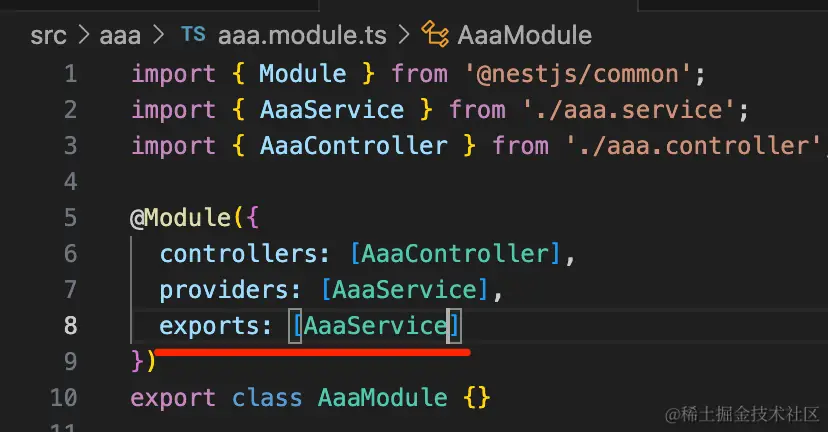 src > aaa > TS aaa.module.ts > AaaModule
1 import { Module } from '@nestjs/common';
2 import { AaaService } from './aaa.service';
3 import { AaaController } from './aaa.controller'
4
5 @Module({
6 controllers: [AaaController],
7 providers: [AaaService],
8 exports: [AaaService]
9 })
10 export class AaaModule {}
11
@稀土掘金技术社区